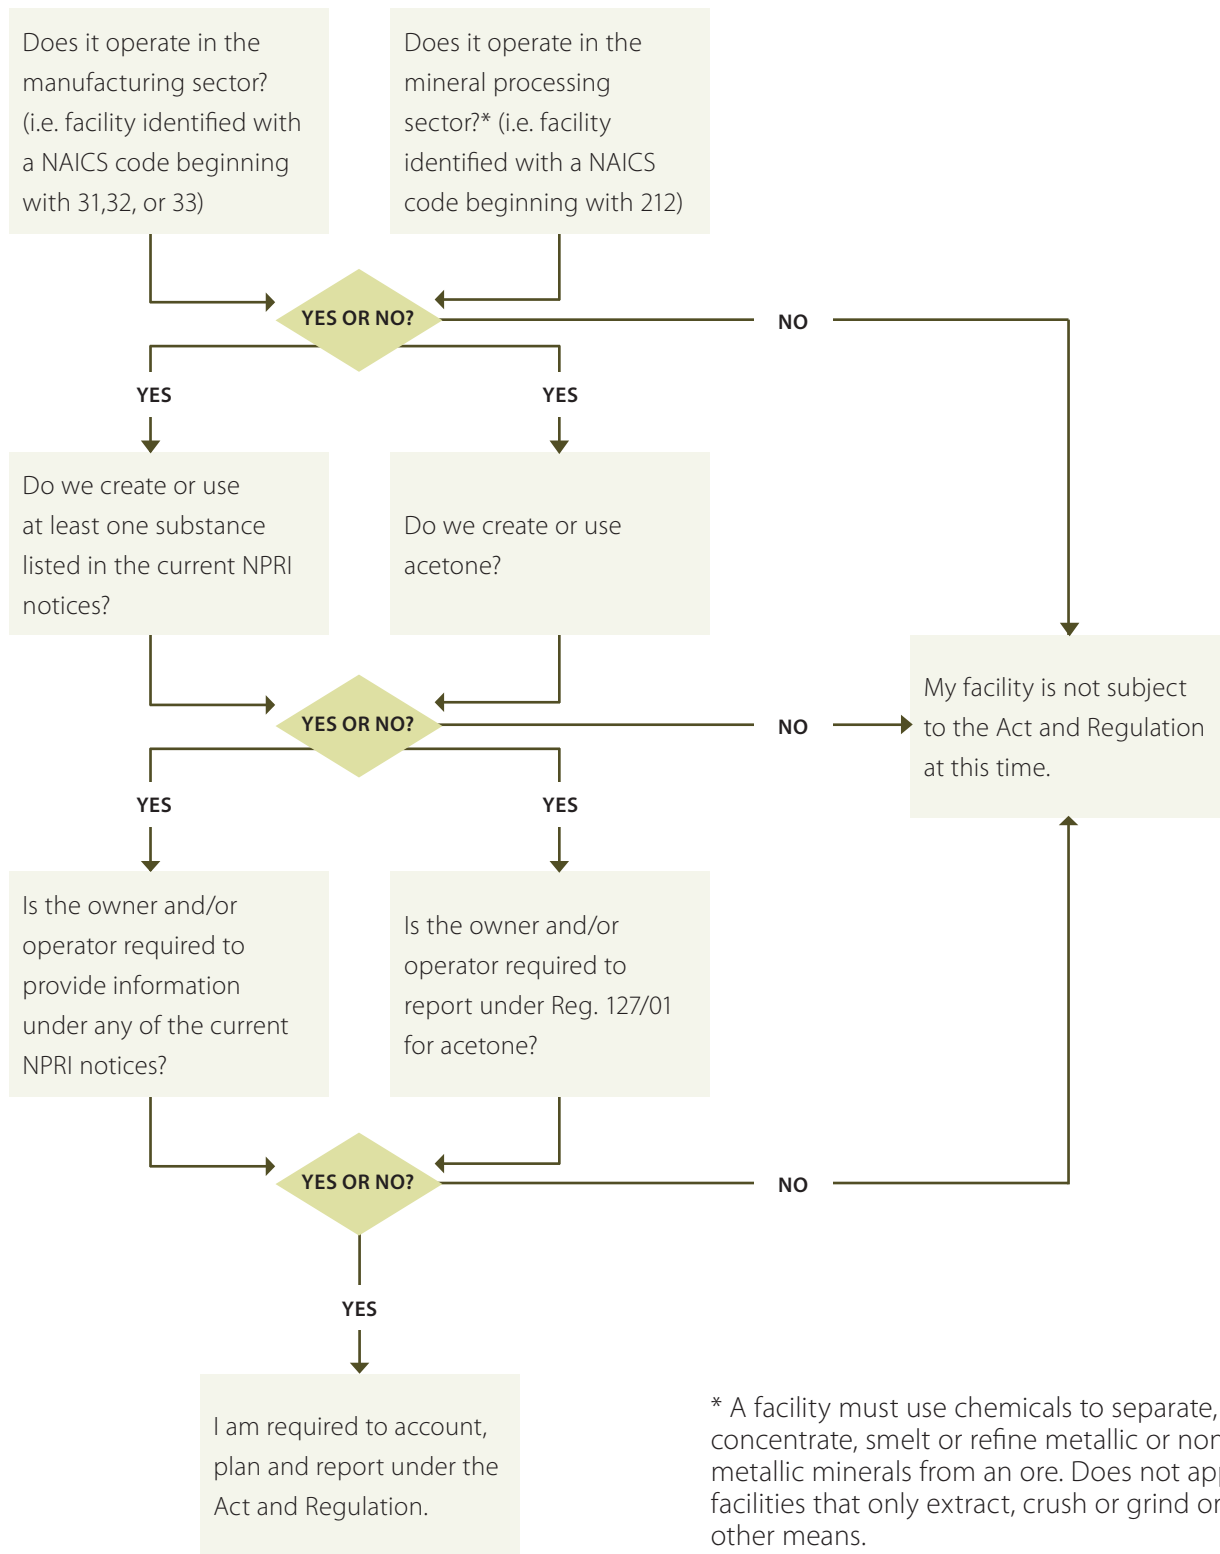 Does it operate in the
manufacturing sector?
(i.e. facility identified with
a NAICS code beginning
with 31,32, or 33)
Does it operate in the
mineral processing
sector?* (i.e. facility
identified with a NAICS
code beginning with 212)
YES OR NO?
NO
YES
YES
Do we create or use
at least one substance
listed in the current NPRI
notices?
Do we create or use
acetone?
My facility is not subject
to the Act and Regulation
at this time.
YES OR NO?
NO
YES
YES
Is the owner and/or
operator required to
provide information
under any of the current
NPRI notices?
Is the owner and/or
operator required to
report under Reg. 127/01
for acetone?
YES OR NO?
NO
YES
I am required to account,
plan and report under the
Act and Regulation.
* A facility must use chemicals to separate,
concentrate, smelt or refine metallic or non
metallic minerals from an ore. Does not
facilities that only extract, crush or grind
other means.